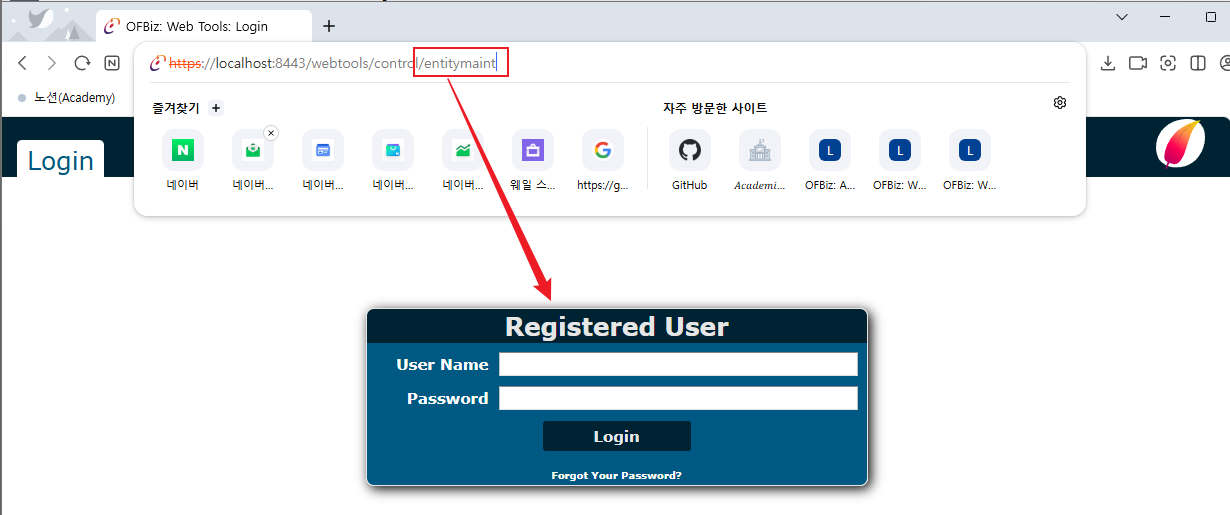 OFBiz: Web Tools: Login
https://localhost:8443/webtools/control/entitymaint
노션(Academy)
즐겨찾기 +
자주 방문한 사이트
Login
N
L
L
L
네이버
네이버...
네이버...
네이버...
네이버...
웨일 스...
https://g...
GitHub
Academi...
OFBiz: A...
OFBiz: W...
OFBiz: W...
Registered User
User Name
Password
Login
Forgot Your Password?